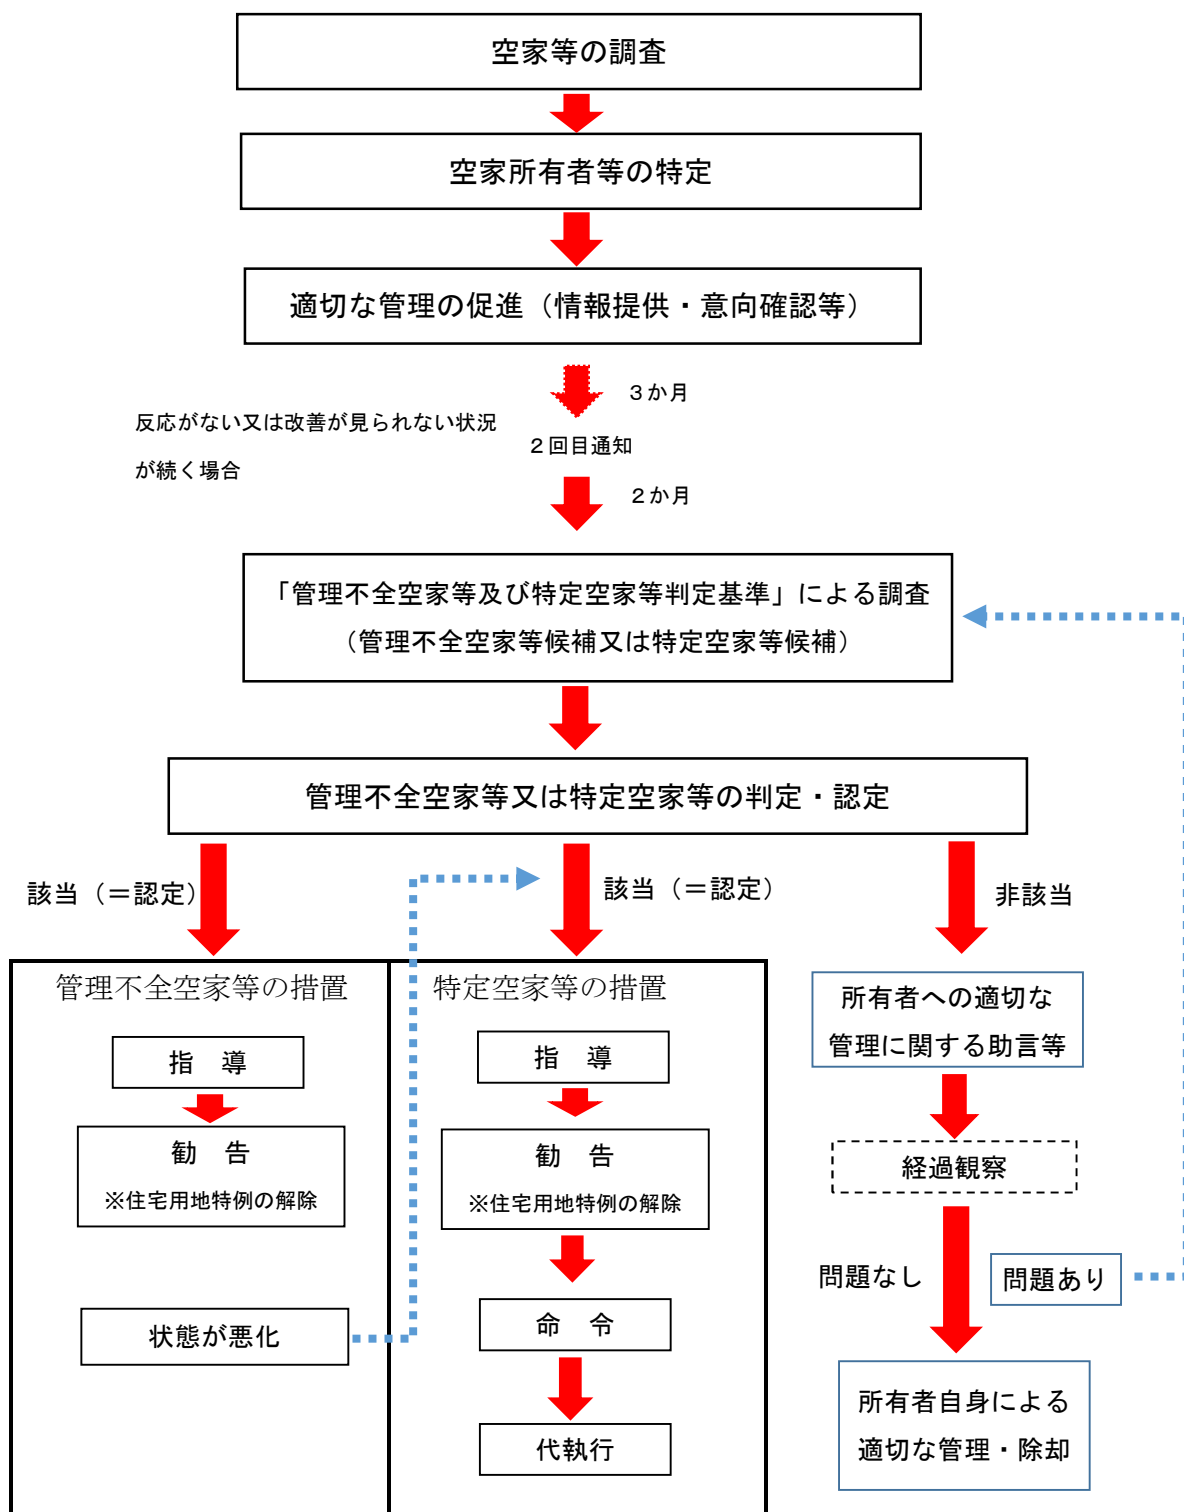 空家等の調査
空家所有者等の特定
適切な管理の促進（情報提供・意向確認等）
３か月
反応がない又は改善が見られない状況
が続く場合
２回目通知
２か月
「管理不全空家等及び特定空家等判定基準」による調査
（管理不全空家等候補又は特定空家等候補）
管理不全空家等又は特定空家等の判定・認定
該当（＝認定）
該当（＝認定）
非該当
管理不全空家等の措置
指　導
勧　告
※住宅用地特例の解除
状態が悪化
特定空家等の措置
指　導
勧　告
※住宅用地特例の解除
命　令
代執行
所有者への適切な
管理に関する助言等
経過観察
問題なし
問題あり
所有者自身による
適切な管理・除却